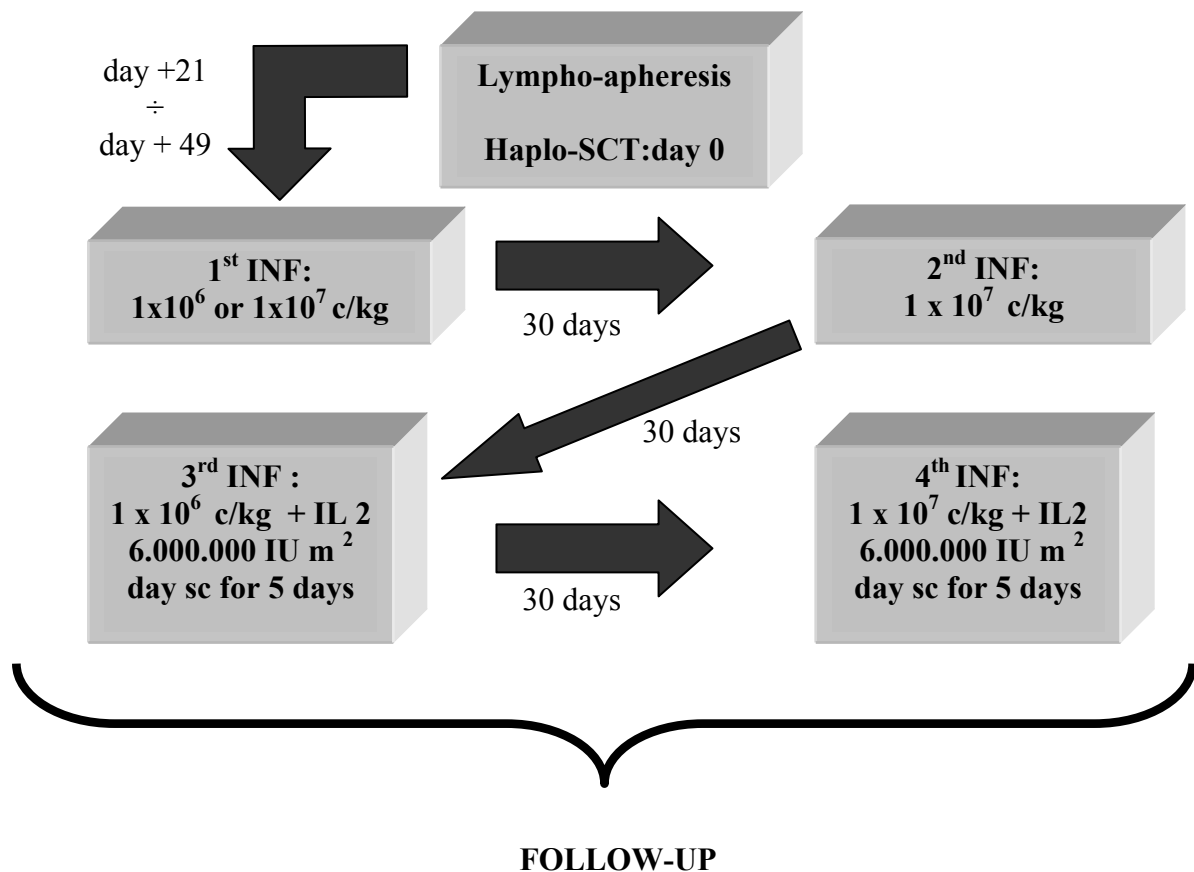 day +21
÷
day + 49
Lympho-apheresis
Haplo-SCT:day 0
1st INF:
1x10⁶ or 1x10⁷ c/kg
30 days
2nd INF:
1 x 10⁷ c/kg
30 days
3rd INF :
1 x 10⁶ c/kg + IL 2
6.000.000 IU m ²
day sc for 5 days
30 days
4th INF:
1 x 10⁷ c/kg + IL2
6.000.000 IU m ²
day sc for 5 days
FOLLOW-UP